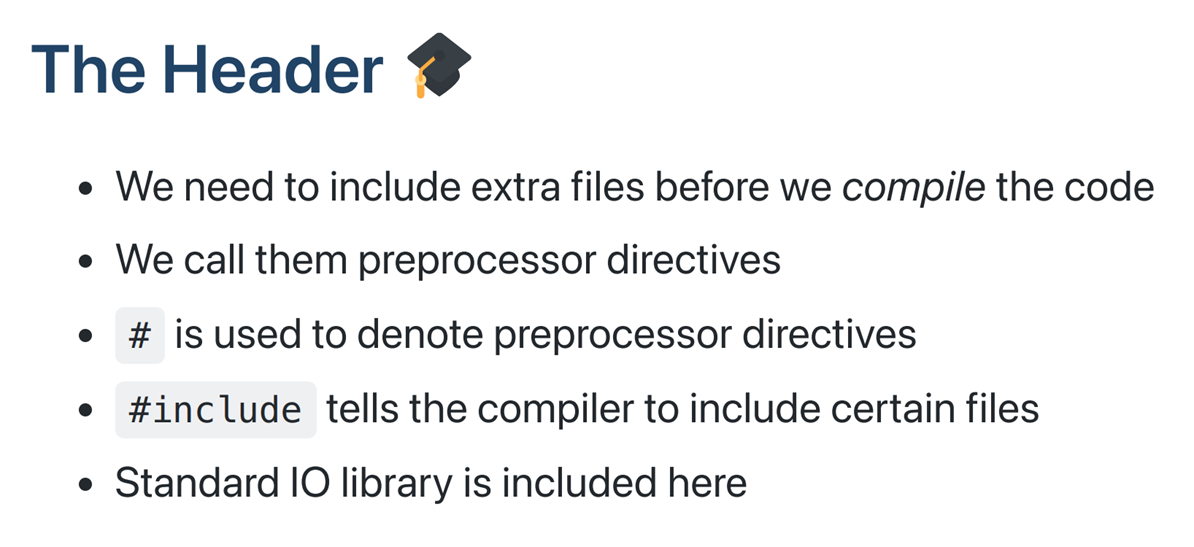 The Header 🎓
• We need to include extra files before we compile the code
• We call them preprocessor directives
• # is used to denote preprocessor directives
• #include tells the compiler to include certain files
• Standard IO library is included here